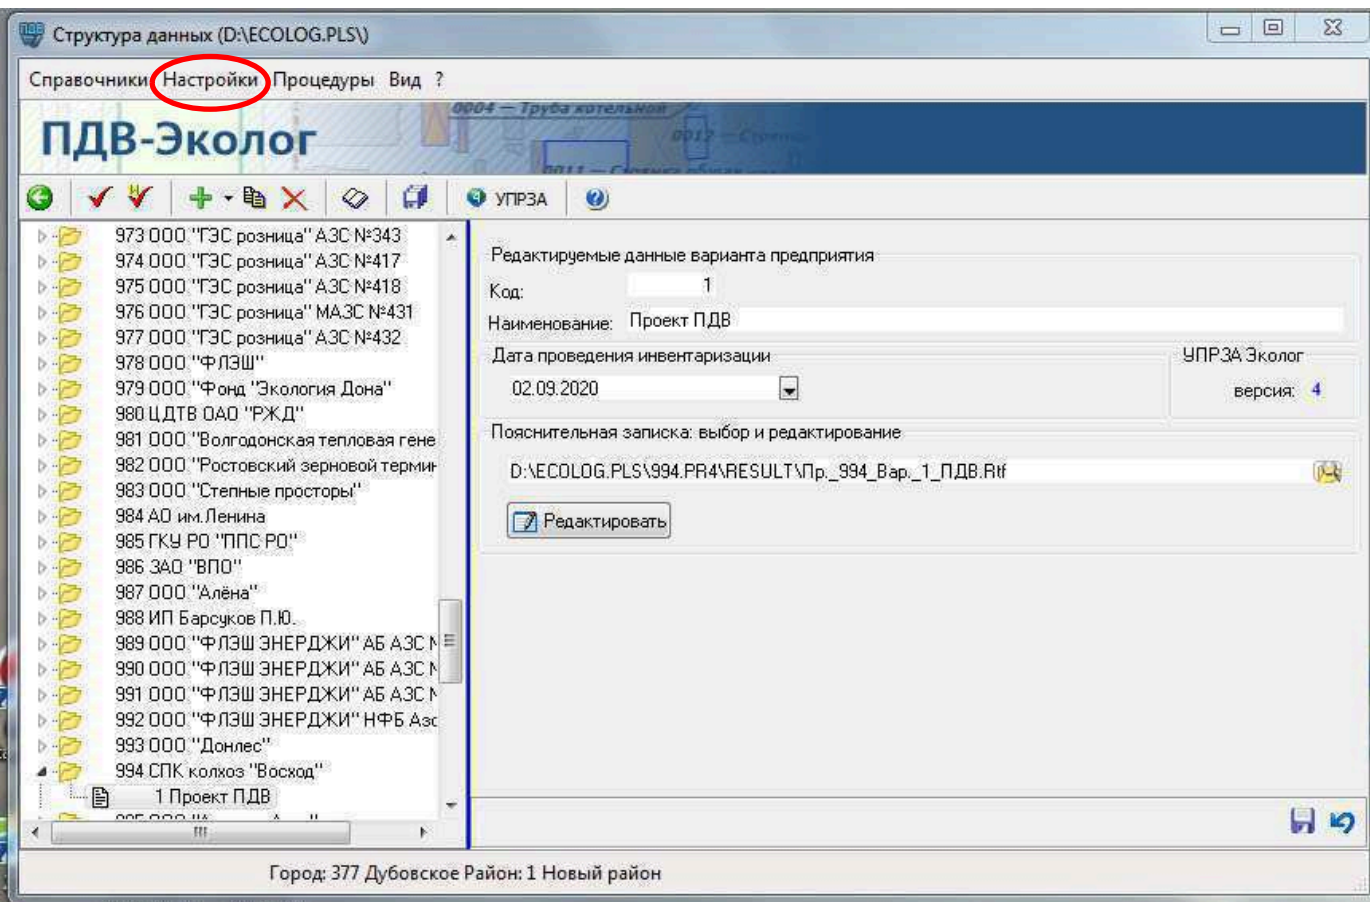 Структура данных (D:\ECOLOG.PLS\)
Справочники Настройки Процедуры Вид ?
0004 — Труба котельной
ПДВ-Эколог
УПРЗА
973 ООО "ГЭС розница" АЗС №343
974 ООО "ГЭС розница" АЗС №417
975 ООО "ГЭС розница" АЗС №418
976 ООО "ГЭС розница" МАЗС №431
977 ООО "ГЭС розница" АЗС №432
978 ООО "ФЛЭШ"
979 ООО "Фонд "Экология Дона"
980 ЦДТВ ОАО "РЖД"
981 ООО "Волгодонская тепловая гене
982 ООО "Ростовский зерновой термин
983 ООО "Степные просторы"
984 АО им.Ленина
985 ГКУ РО "ППС РО"
986 ЗАО "ВПО"
987 ООО "Алёна"
988 ИП Барсуков П.Ю.
989 ООО "ФЛЭШ ЭНЕРДЖИ" АБ АЗС №
990 ООО "ФЛЭШ ЭНЕРДЖИ" АБ АЗС №
991 ООО "ФЛЭШ ЭНЕРДЖИ" АБ АЗС №
992 ООО "ФЛЭШ ЭНЕРДЖИ" НФБ Азо
993 ООО "Донлес"
994 СПК колхоз "Восход"
1 Проект ПДВ
Редактируемые данные варианта предприятия
Код: 1
Наименование: Проект ПДВ
Дата проведения инвентаризации
02.09.2020
УПРЗА Эколог
версия: 4
Пояснительная записка: выбор и редактирование
D:\ECOLOG.PLS\994.PR4\RESULT\Пр._994_Вар._1_ПДВ.Rtf
Редактировать
Город: 377 Дубовское Район: 1 Новый район